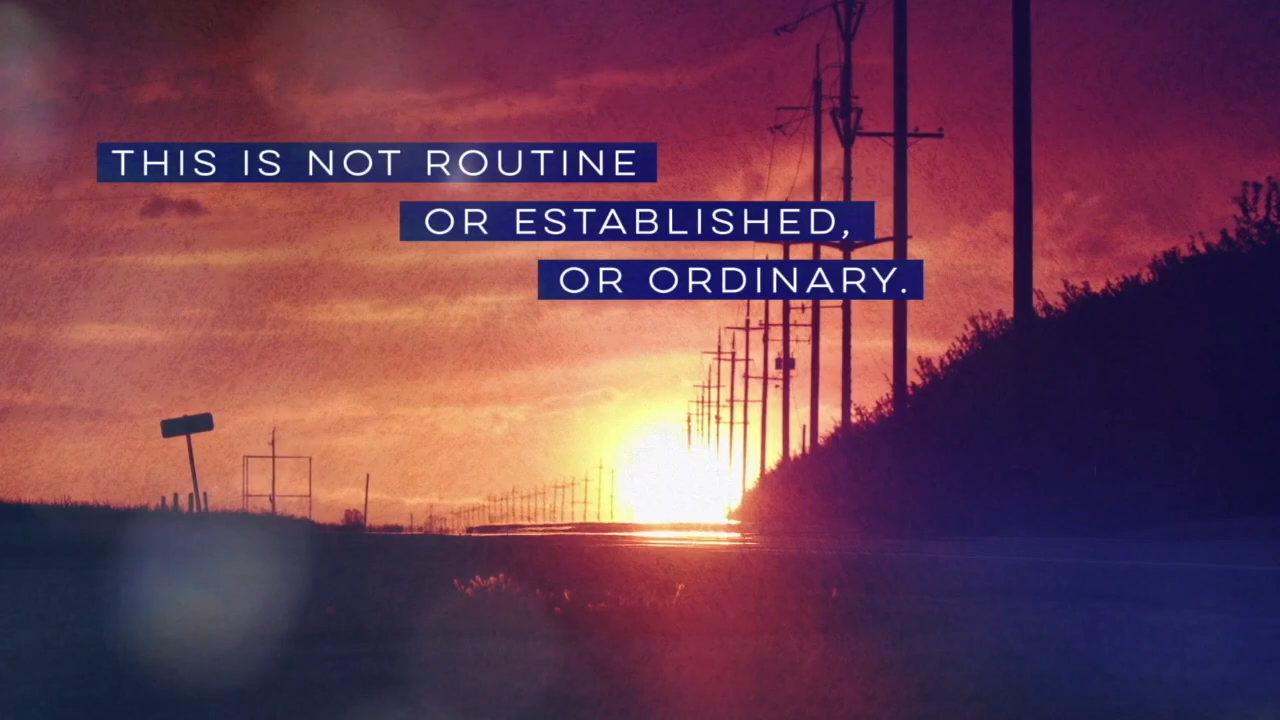 THIS IS NOT ROUTINE
OR ESTABLISHED,
OR ORDINARY.